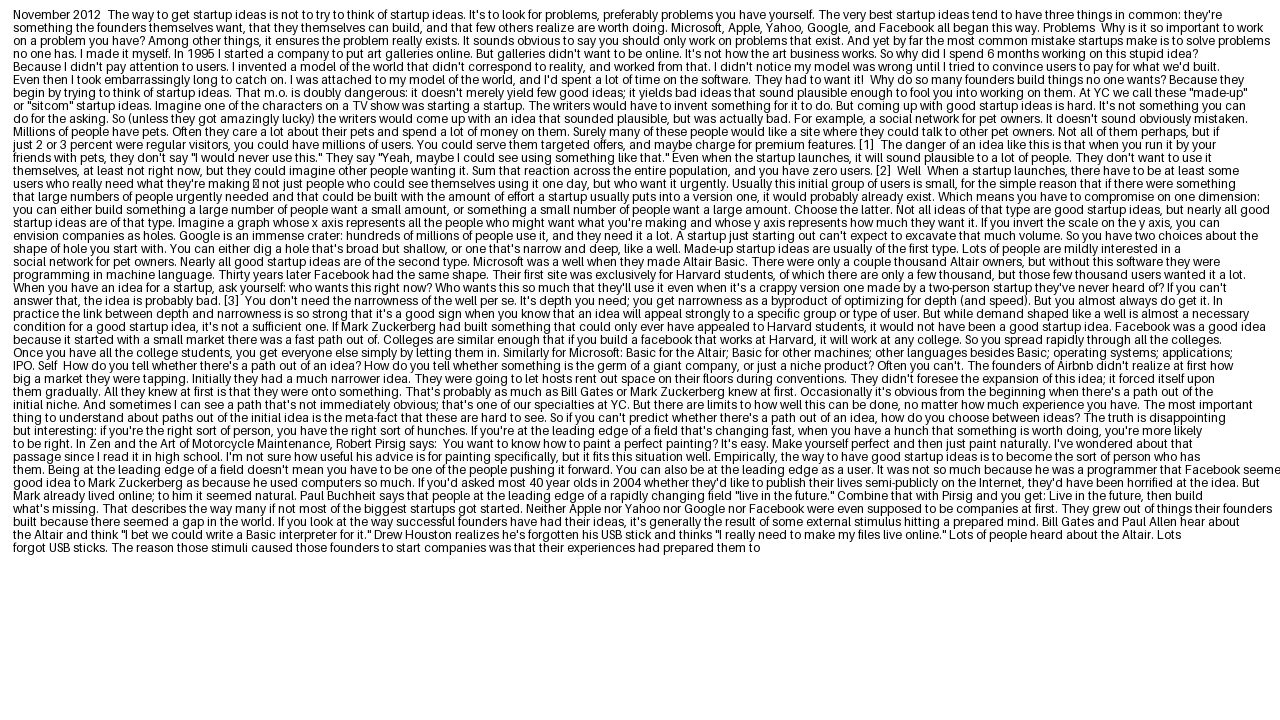 November 2012  The way to get startup ideas is not to try to think of startup ideas. It's to look for problems, preferably problems you have yourself. The very best startup ideas tend to have three things in common: they're
something the founders themselves want, that they themselves can build, and that few others realize are worth doing. Microsoft, Apple, Yahoo, Google, and Facebook all began this way. Problems  Why is it so important to work
on a problem you have? Among other things, it ensures the problem really exists. It sounds obvious to say you should only work on problems that exist. And yet by far the most common mistake startups make is to solve problems
no one has. I made it myself. In 1995 I started a company to put art galleries online. But galleries didn't want to be online. It's not how the art business works. So why did I spend 6 months working on this stupid idea?
Because I didn't pay attention to users. I invented a model of the world that didn't correspond to reality, and worked from that. I didn't notice my model was wrong until I tried to convince users to pay for what we'd built.
Even then I took embarrassingly long to catch on. I was attached to my model of the world, and I'd spent a lot of time on the software. They had to want it!  Why do so many founders build things no one wants? Because they
begin by trying to think of startup ideas. That m.o. is doubly dangerous: it doesn't merely yield few good ideas; it yields bad ideas that sound plausible enough to fool you into working on them. At YC we call these "made-up"
or "sitcom" startup ideas. Imagine one of the characters on a TV show was starting a startup. The writers would have to invent something for it to do. But coming up with good startup ideas is hard. It's not something you can
do for the asking. So (unless they got amazingly lucky) the writers would come up with an idea that sounded plausible, but was actually bad. For example, a social network for pet owners. It doesn't sound obviously mistaken.
Millions of people have pets. Often they care a lot about their pets and spend a lot of money on them. Surely many of these people would like a site where they could talk to other pet owners. Not all of them perhaps, but if
just 2 or 3 percent were regular visitors, you could have millions of users. You could serve them targeted offers, and maybe charge for premium features. [1]  The danger of an idea like this is that when you run it by your
friends with pets, they don't say "I would never use this." They say "Yeah, maybe I could see using something like that." Even when the startup launches, it will sound plausible to a lot of people. They don't want to use it
themselves, at least not right now, but they could imagine other people wanting it. Sum that reaction across the entire population, and you have zero users. [2]  Well  When a startup launches, there have to be at least some
users who really need what they're making � not just people who could see themselves using it one day, but who want it urgently. Usually this initial group of users is small, for the simple reason that if there were something
that large numbers of people urgently needed and that could be built with the amount of effort a startup usually puts into a version one, it would probably already exist. Which means you have to compromise on one dimension:
you can either build something a large number of people want a small amount, or something a small number of people want a large amount. Choose the latter. Not all ideas of that type are good startup ideas, but nearly all good
startup ideas are of that type. Imagine a graph whose x axis represents all the people who might want what you're making and whose y axis represents how much they want it. If you invert the scale on the y axis, you can
envision companies as holes. Google is an immense crater: hundreds of millions of people use it, and they need it a lot. A startup just starting out can't expect to excavate that much volume. So you have two choices about the
shape of hole you start with. You can either dig a hole that's broad but shallow, or one that's narrow and deep, like a well. Made-up startup ideas are usually of the first type. Lots of people are mildly interested in a
social network for pet owners. Nearly all good startup ideas are of the second type. Microsoft was a well when they made Altair Basic. There were only a couple thousand Altair owners, but without this software they were
programming in machine language. Thirty years later Facebook had the same shape. Their first site was exclusively for Harvard students, of which there are only a few thousand, but those few thousand users wanted it a lot.
When you have an idea for a startup, ask yourself: who wants this right now? Who wants this so much that they'll use it even when it's a crappy version one made by a two-person startup they've never heard of? If you can't
answer that, the idea is probably bad. [3]  You don't need the narrowness of the well per se. It's depth you need; you get narrowness as a byproduct of optimizing for depth (and speed). But you almost always do get it. In
practice the link between depth and narrowness is so strong that it's a good sign when you know that an idea will appeal strongly to a specific group or type of user. But while demand shaped like a well is almost a necessary
condition for a good startup idea, it's not a sufficient one. If Mark Zuckerberg had built something that could only ever have appealed to Harvard students, it would not have been a good startup idea. Facebook was a good idea
because it started with a small market there was a fast path out of. Colleges are similar enough that if you build a facebook that works at Harvard, it will work at any college. So you spread rapidly through all the colleges.
Once you have all the college students, you get everyone else simply by letting them in. Similarly for Microsoft: Basic for the Altair; Basic for other machines; other languages besides Basic; operating systems; applications;
IPO. Self  How do you tell whether there's a path out of an idea? How do you tell whether something is the germ of a giant company, or just a niche product? Often you can't. The founders of Airbnb didn't realize at first how
big a market they were tapping. Initially they had a much narrower idea. They were going to let hosts rent out space on their floors during conventions. They didn't foresee the expansion of this idea; it forced itself upon
them gradually. All they knew at first is that they were onto something. That's probably as much as Bill Gates or Mark Zuckerberg knew at first. Occasionally it's obvious from the beginning when there's a path out of the
initial niche. And sometimes I can see a path that's not immediately obvious; that's one of our specialties at YC. But there are limits to how well this can be done, no matter how much experience you have. The most important
thing to understand about paths out of the initial idea is the meta-fact that these are hard to see. So if you can't predict whether there's a path out of an idea, how do you choose between ideas? The truth is disappointing
but interesting: if you're the right sort of person, you have the right sort of hunches. If you're at the leading edge of a field that's changing fast, when you have a hunch that something is worth doing, you're more likely
to be right. In Zen and the Art of Motorcycle Maintenance, Robert Pirsig says:  You want to know how to paint a perfect painting? It's easy. Make yourself perfect and then just paint naturally. I've wondered about that
passage since I read it in high school. I'm not sure how useful his advice is for painting specifically, but it fits this situation well. Empirically, the way to have good startup ideas is to become the sort of person who has
them. Being at the leading edge of a field doesn't mean you have to be one of the people pushing it forward. You can also be at the leading edge as a user. It was not so much because he was a programmer that Facebook seeme
good idea to Mark Zuckerberg as because he used computers so much. If you'd asked most 40 year olds in 2004 whether they'd like to publish their lives semi-publicly on the Internet, they'd have been horrified at the idea. But
Mark already lived online; to him it seemed natural. Paul Buchheit says that people at the leading edge of a rapidly changing field "live in the future." Combine that with Pirsig and you get: Live in the future, then build
what's missing. That describes the way many if not most of the biggest startups got started. Neither Apple nor Yahoo nor Google nor Facebook were even supposed to be companies at first. They grew out of things their founders
built because there seemed a gap in the world. If you look at the way successful founders have had their ideas, it's generally the result of some external stimulus hitting a prepared mind. Bill Gates and Paul Allen hear about
the Altair and think "I bet we could write a Basic interpreter for it." Drew Houston realizes he's forgotten his USB stick and thinks "I really need to make my files live online." Lots of people heard about the Altair. Lots
forgot USB sticks. The reason those stimuli caused those founders to start companies was that their experiences had prepared them to